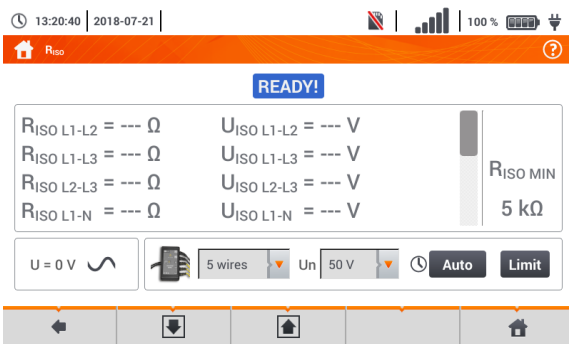 13:20:40 2018-07-21 100 %
RISO ?
READY!
RISO L1-L2 = --- Ω UISO L1-L2 = --- V
RISO L1-L3 = --- Ω UISO L1-L3 = --- V
RISO L2-L3 = --- Ω UISO L2-L3 = --- V
RISO L1-N = --- Ω UISO L1-N = --- V
RISO MIN
5 kΩ
U = 0 V 5 wires Un 50 V Auto Limit